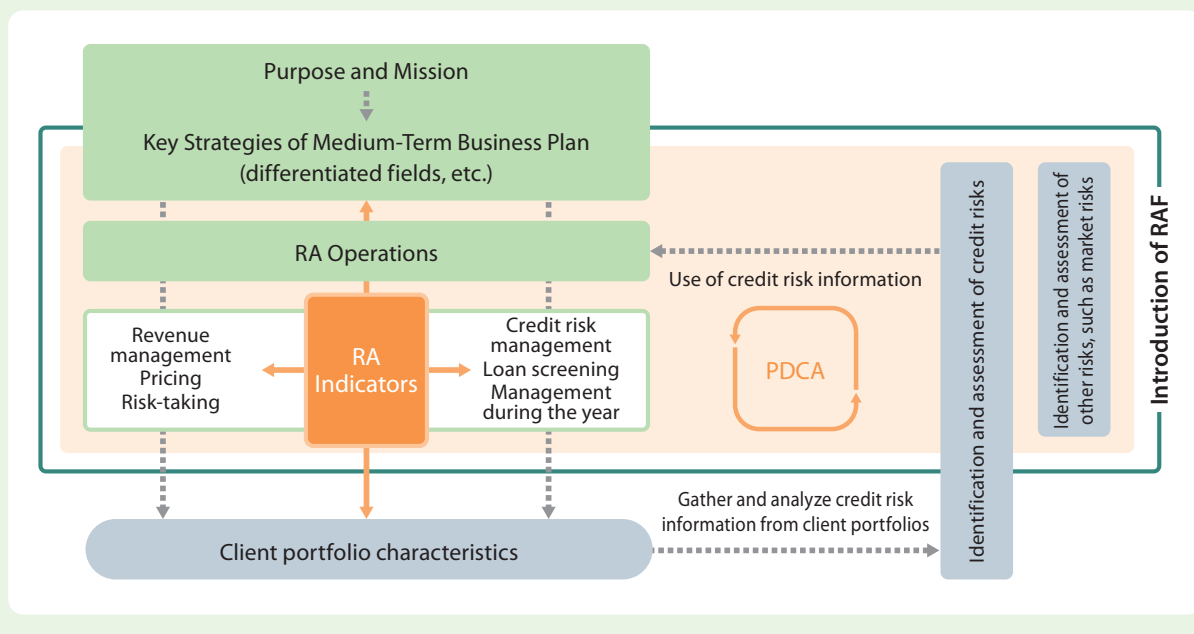 Purpose and Mission
Key Strategies of Medium-Term Business Plan
(differentiated fields, etc.)
RA Operations
Revenue
management
Pricing
Risk-taking
RA
Indicators
Credit risk
management
Loan screening
Management
during the year
Client portfolio characteristics
Use of credit risk information
PDCA
Gather and analyze credit risk
information from client portfolios
Identification and assessment of credit risks
Identification and assessment of
other risks, such as market risks
Introduction of RAF